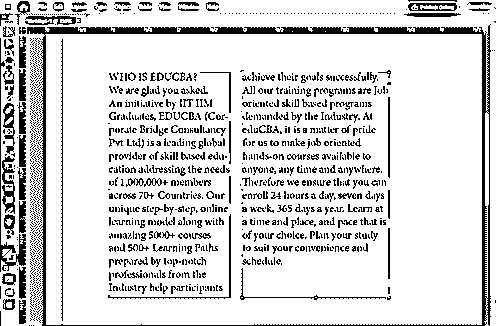 WHO IS EDUCBA?
We are glad you asked.
An initiative by IIT IIM
Graduates, EDUCBA (Cor-
porate Bridge Consultancy
Pvt Ltd) is a leading global
provider of skill based edu-
cation addressing the needs
of 1,000,000+ members
across 70+ Countries. Our
unique step-by-step, online
learning model along with
amazing 5000+ courses
and 500+ Learning Paths
prepared by top-notch
professionals from the
Industry help participants
achieve their goals successfully.
All our training programs are Job
oriented skill based programs
demanded by the Industry. At
eduCBA, it is a matter of pride
for us to make job oriented
hands-on courses available to
anyone, any time and anywhere.
Therefore we ensure that you can
enroll 24 hours a day, seven days
a week, 365 days a year. Learn at
a time and place, and pace that is
of your choice. Plan your study
to suit your convenience and
schedule.